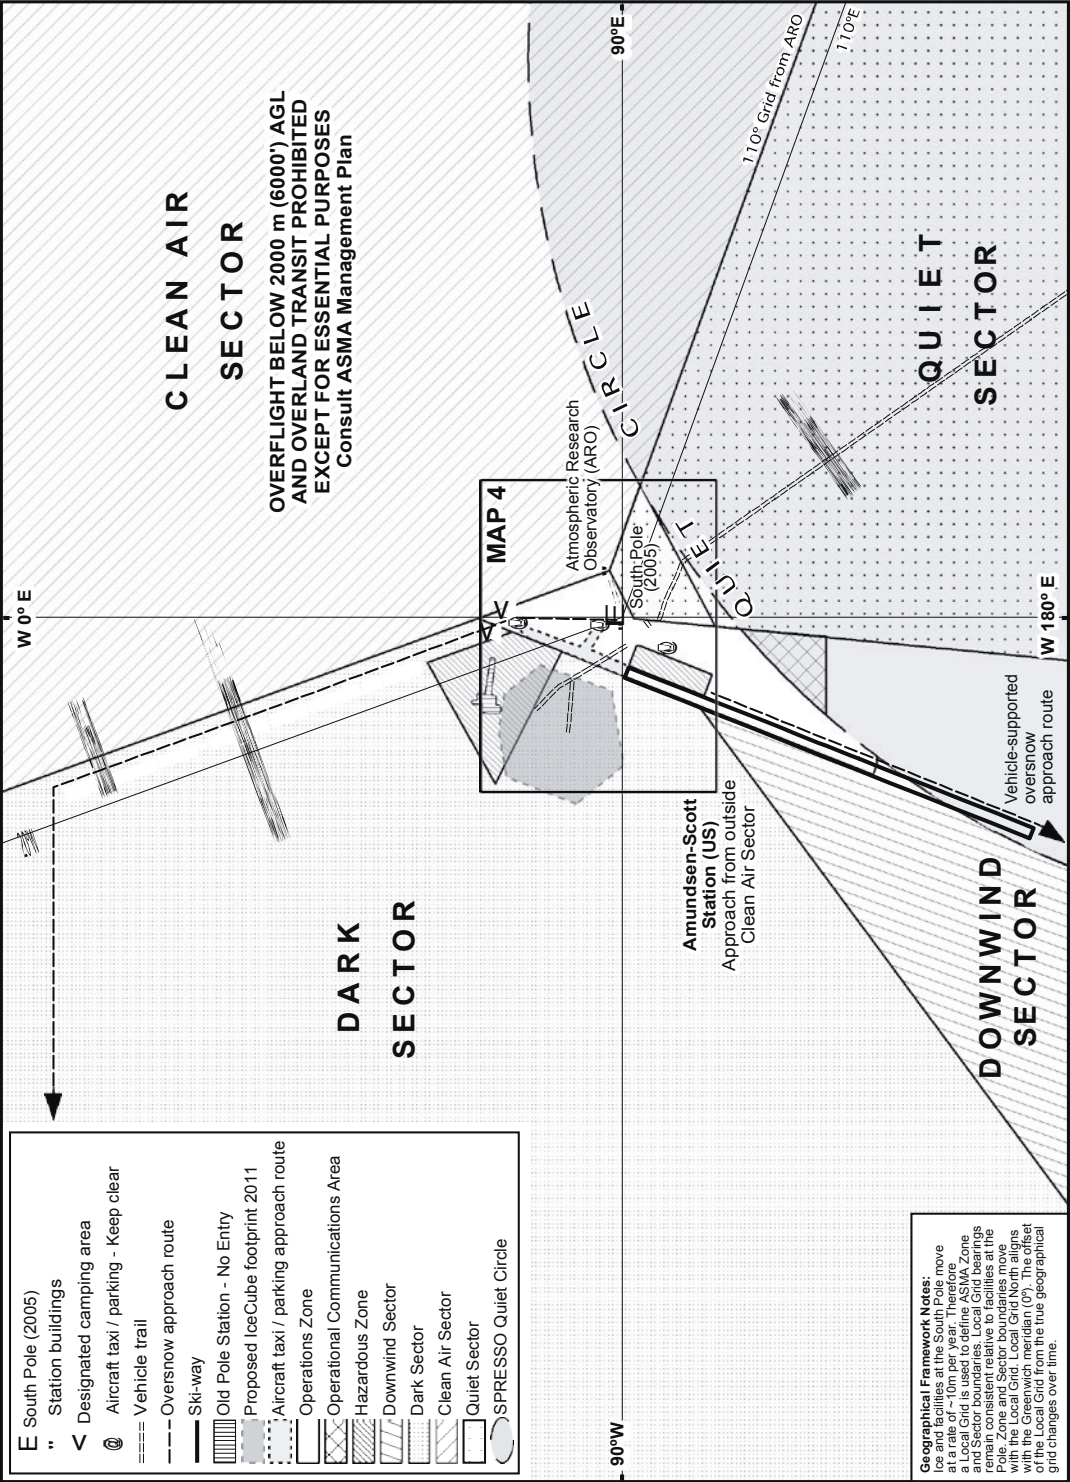 E South Pole (2005)
" Station buildings
< Designated camping area
Aircraft taxi / parking - Keep clear
Vehicle trail
Oversnow approach route
Ski-way
Old Pole Station - No Entry
Proposed IceCube footprint 2011
Aircraft taxi / parking approach route
Operations Zone
Operational Communications Area
Hazardous Zone
Downwind Sector
Dark Sector
Clean Air Sector
Quiet Sector
SPRESSO Quiet Circle
Geographical Framework Notes:
Ice and facilities at the South Pole move
at a rate of ~10m per year. Therefore
a Local Grid is used to define ASMA Zone
and Sector boundaries. Local Grid bearings
remain consistent relative to facilities at the
Pole. Zone and Sector boundaries move
with the Local Grid. Local Grid North aligns
with the Greenwich meridian (0º). The offset
of the Local Grid from the true geographical
grid changes over time.
W 0º E
90ºE
90ºW
W 180º E
CLEAN AIR
SECTOR
OVERFLIGHT BELOW 2000 m (6000') AGL
AND OVERLAND TRANSIT PROHIBITED
EXCEPT FOR ESSENTIAL PURPOSES
Consult ASMA Management Plan
DARK
SECTOR
MAP 4
<
<
E
Atmospheric Research
Observatory (ARO)
"
South Pole
(2005)
QUIET CIRCLE
110º Grid from ARO
110ºE
QUIET
SECTOR
Amundsen-Scott
Station (US)
Approach from outside
Clean Air Sector
Vehicle-supported
oversnow
approach route
DOWNWIND
SECTOR